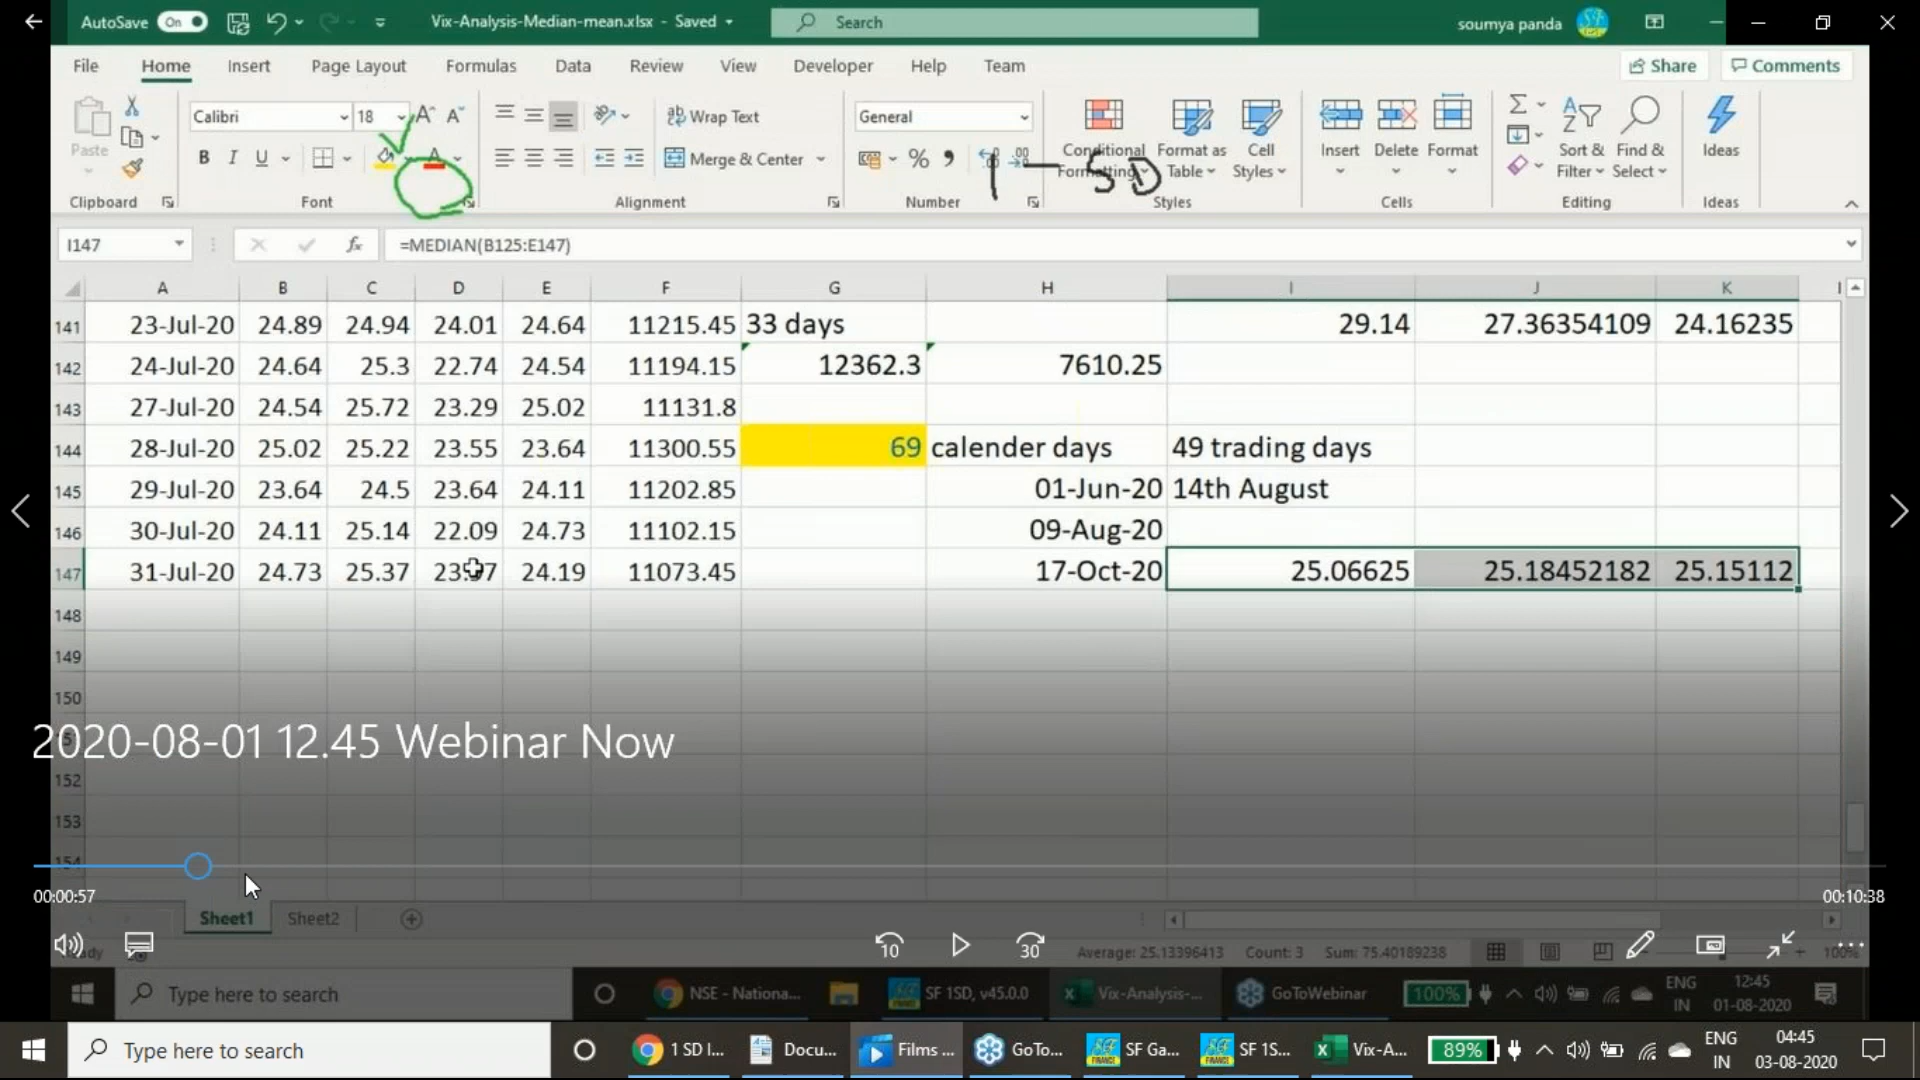 AutoSave On Vix-Analysis-Median-mean.xlsx - Saved Search soumya panda
File Home Insert Page Layout Formulas Data Review View Developer Help Team Share Comments
Paste Calibri 18 Wrap Text General Conditional Formatting Format as Table Cell Styles Insert Delete Format Sort & Filter Find & Select Ideas
B I U A Merge & Center % 1 - SD
Clipboard Font Alignment Number Styles Cells Editing Ideas
I147 fx =MEDIAN(B125:E147)
A B C D E F G H I J K
141 23-Jul-20 24.89 24.94 24.01 24.64 11215.45 33 days 29.14 27.36354109 24.16235
142 24-Jul-20 24.64 25.3 22.74 24.54 11194.15 12362.3 7610.25
143 27-Jul-20 24.54 25.72 23.29 25.02 11131.8
144 28-Jul-20 25.02 25.22 23.55 23.64 11300.55 69 calender days 49 trading days
145 29-Jul-20 23.64 24.5 23.64 24.11 11202.85 01-Jun-20 14th August
146 30-Jul-20 24.11 25.14 22.09 24.73 11102.15 09-Aug-20
147 31-Jul-20 24.73 25.37 24.19 11073.45 17-Oct-20 25.06625 25.18452182 25.15112
148
149
150
2020-08-01 12.45 Webinar Now
152
153
154
00:00:57 00:10:38
Sheet1 Sheet2
10 30 Average: 25.13396413 Count: 3 Sum: 75.40189238 100%
Type here to search NSE - Nationa... SF 1SD, v45.0.0 Vix-Analysis-... GoToWebinar 100% ENG IN 12:45 01-08-2020
Type here to search 1 SD I... Docu... Films ... GoTo... SF Ga... SF 1S... Vix-A... 89% ENG IN 04:45 03-08-2020